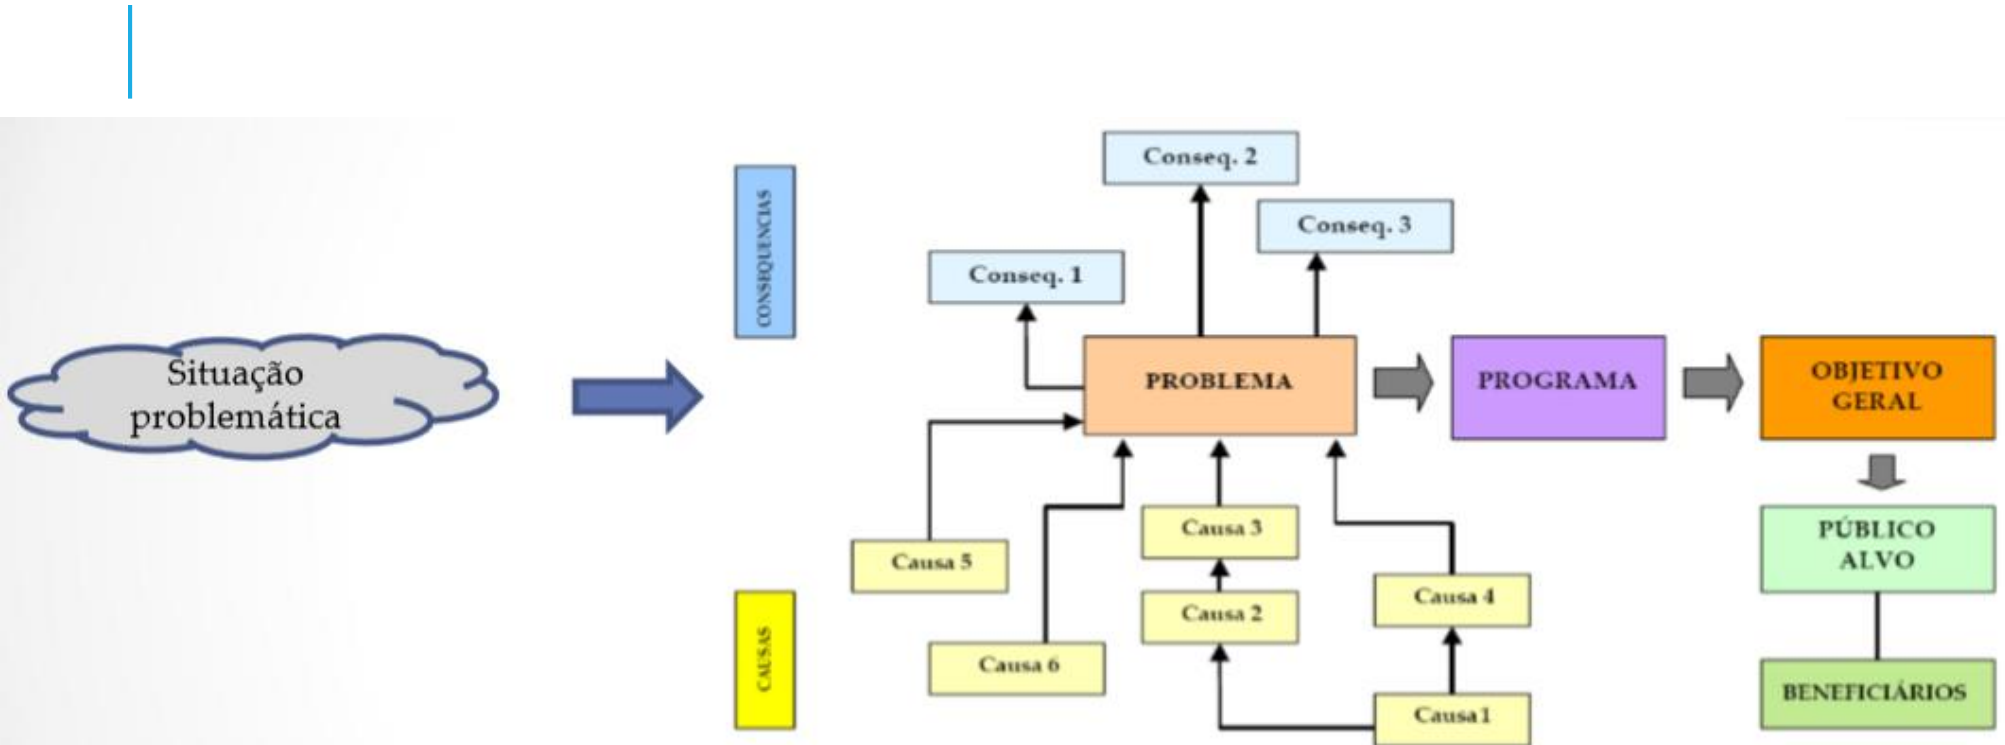 Situação
problemática
CONSEQUENCIAS
CAUSAS
Conseq. 2
Conseq. 3
Conseq. 1
PROBLEMA
Causa 3
Causa 5
Causa 2
Causa 4
Causa 6
Causa 1
PROGRAMA
OBJETIVO
GERAL
PÚBLICO
ALVO
BENEFICIÁRIOS